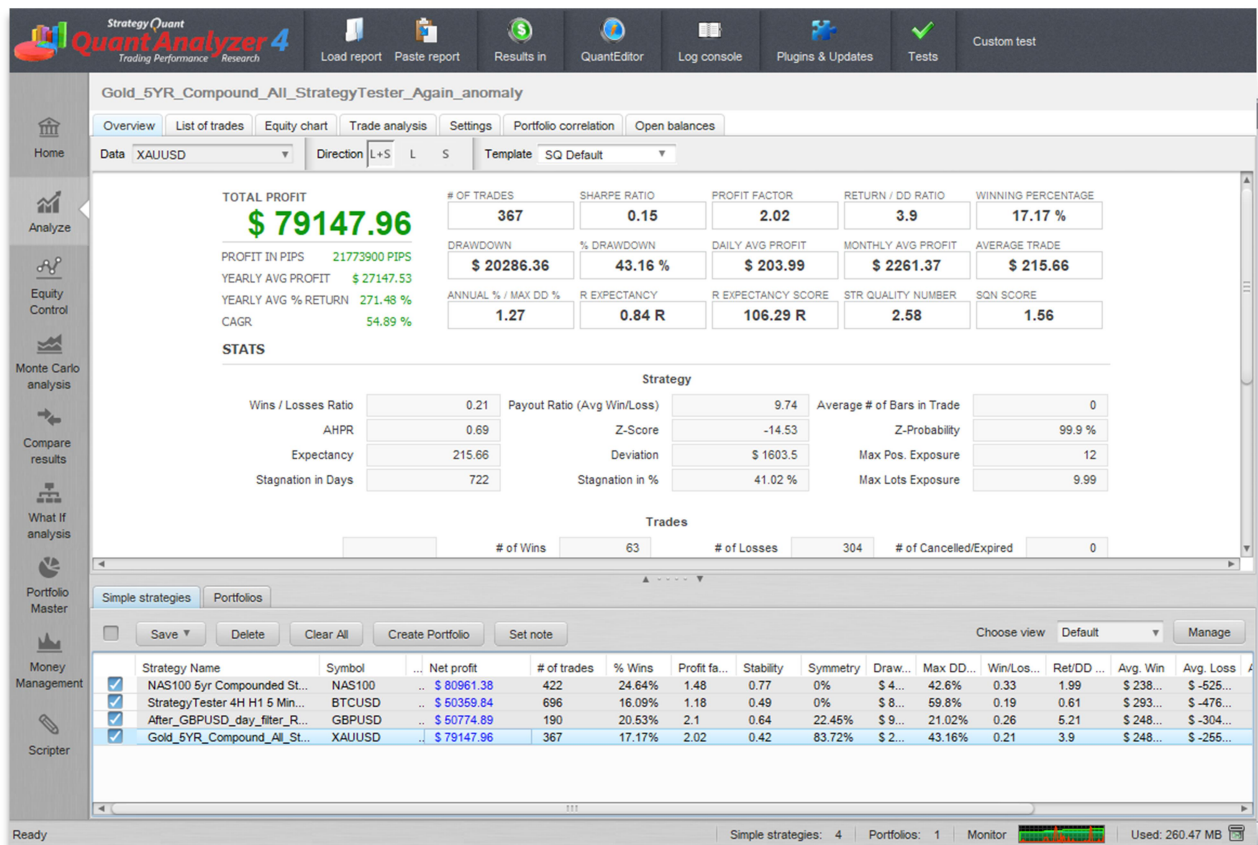 Strategy Quant
QuantAnalyzer 4
Trading Performance Research
Load report Paste report Results in QuantEditor Log console Plugins & Updates Tests Custom test
Gold_5YR_Compound_All_StrategyTester_Again_anomaly
Overview List of trades Equity chart Trade analysis Settings Portfolio correlation Open balances
Data XAUUSD Direction L+S L S Template SQ Default
Home
Analyze
Equity
Control
Monte Carlo
analysis
Compare
results
What If
analysis
Portfolio
Master
Money
Management
Scripter
TOTAL PROFIT
$ 79147.96
PROFIT IN PIPS 21773900 PIPS
YEARLY AVG PROFIT $ 27147.53
YEARLY AVG % RETURN 271.48 %
CAGR 54.89 %
# OF TRADES SHARPE RATIO PROFIT FACTOR RETURN / DD RATIO WINNING PERCENTAGE
367 0.15 2.02 3.9 17.17 %
DRAWDOWN % DRAWDOWN DAILY AVG PROFIT MONTHLY AVG PROFIT AVERAGE TRADE
$ 20286.36 43.16 % $ 203.99 $ 2261.37 $ 215.66
ANNUAL % / MAX DD % R EXPECTANCY R EXPECTANCY SCORE STR QUALITY NUMBER SQN SCORE
1.27 0.84 R 106.29 R 2.58 1.56
STATS
Strategy
Wins / Losses Ratio 0.21 Payout Ratio (Avg Win/Loss) 9.74 Average # of Bars in Trade 0
AHPR 0.69 Z-Score -14.53 Z-Probability 99.9 %
Expectancy 215.66 Deviation $ 1603.5 Max Pos. Exposure 12
Stagnation in Days 722 Stagnation in % 41.02 % Max Lots Exposure 9.99
Trades
# of Wins 63 # of Losses 304 # of Cancelled/Expired 0
Simple strategies Portfolios
Save Delete Clear All Create Portfolio Set note Choose view Default Manage
Strategy Name Symbol ... Net profit # of trades % Wins Profit fa... Stability Symmetry Draw... Max DD... Win/Los... Ret/DD ... Avg. Win Avg. Loss A
NAS100 5yr Compounded St... NAS100 .. $ 80961.38 422 24.64% 1.48 0.77 0% $ 4... 42.6% 0.33 1.99 $ 238... $ -525...
StrategyTester 4H H1 5 Min... BTCUSD .. $ 50359.84 696 16.09% 1.18 0.49 0% $ 8... 59.8% 0.19 0.61 $ 293... $ -476...
After_GBPUSD_day_filter_R... GBPUSD .. $ 50774.89 190 20.53% 2.1 0.64 22.45% $ 9... 21.02% 0.26 5.21 $ 248... $ -304...
Gold_5YR_Compound_All_St... XAUUSD .. $ 79147.96 367 17.17% 2.02 0.42 83.72% $ 2... 43.16% 0.21 3.9 $ 248... $ -255...
Ready Simple strategies: 4 Portfolios: 1 Monitor Used: 260.47 MB